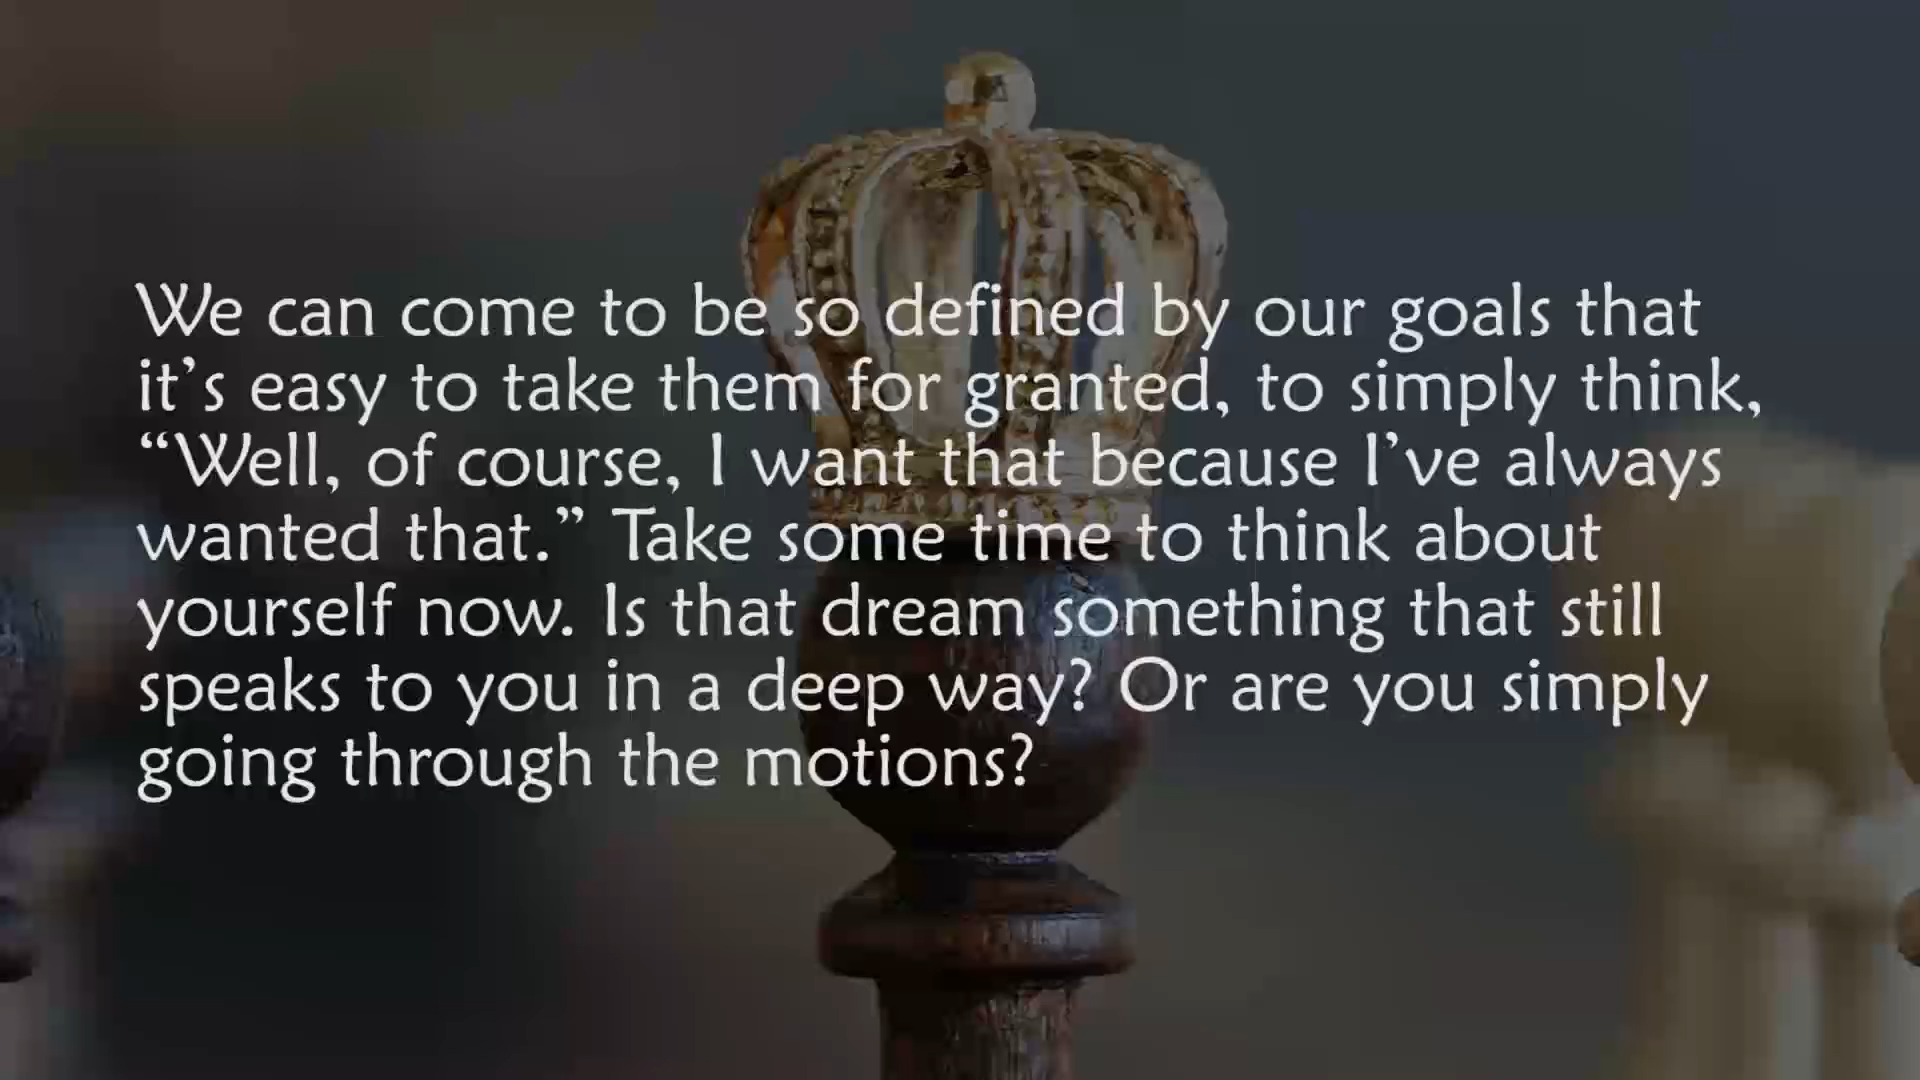 We can come to be so defined by our goals that
it’s easy to take them for granted, to simply think,
“Well, of course, I want that because I’ve always
wanted that.” Take some time to think about
yourself now. Is that dream something that still
speaks to you in a deep way? Or are you simply
going through the motions?